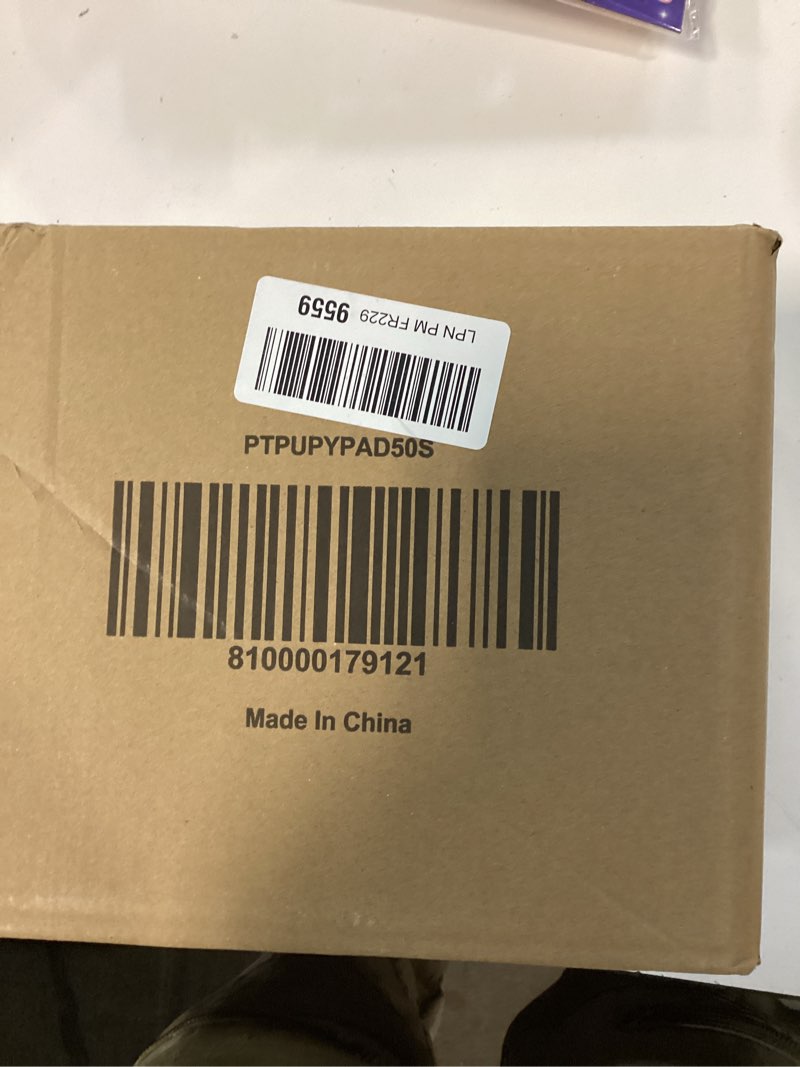 LPN PM FR229 9559
PTPUPYPAD50S
810000179121
Made In China